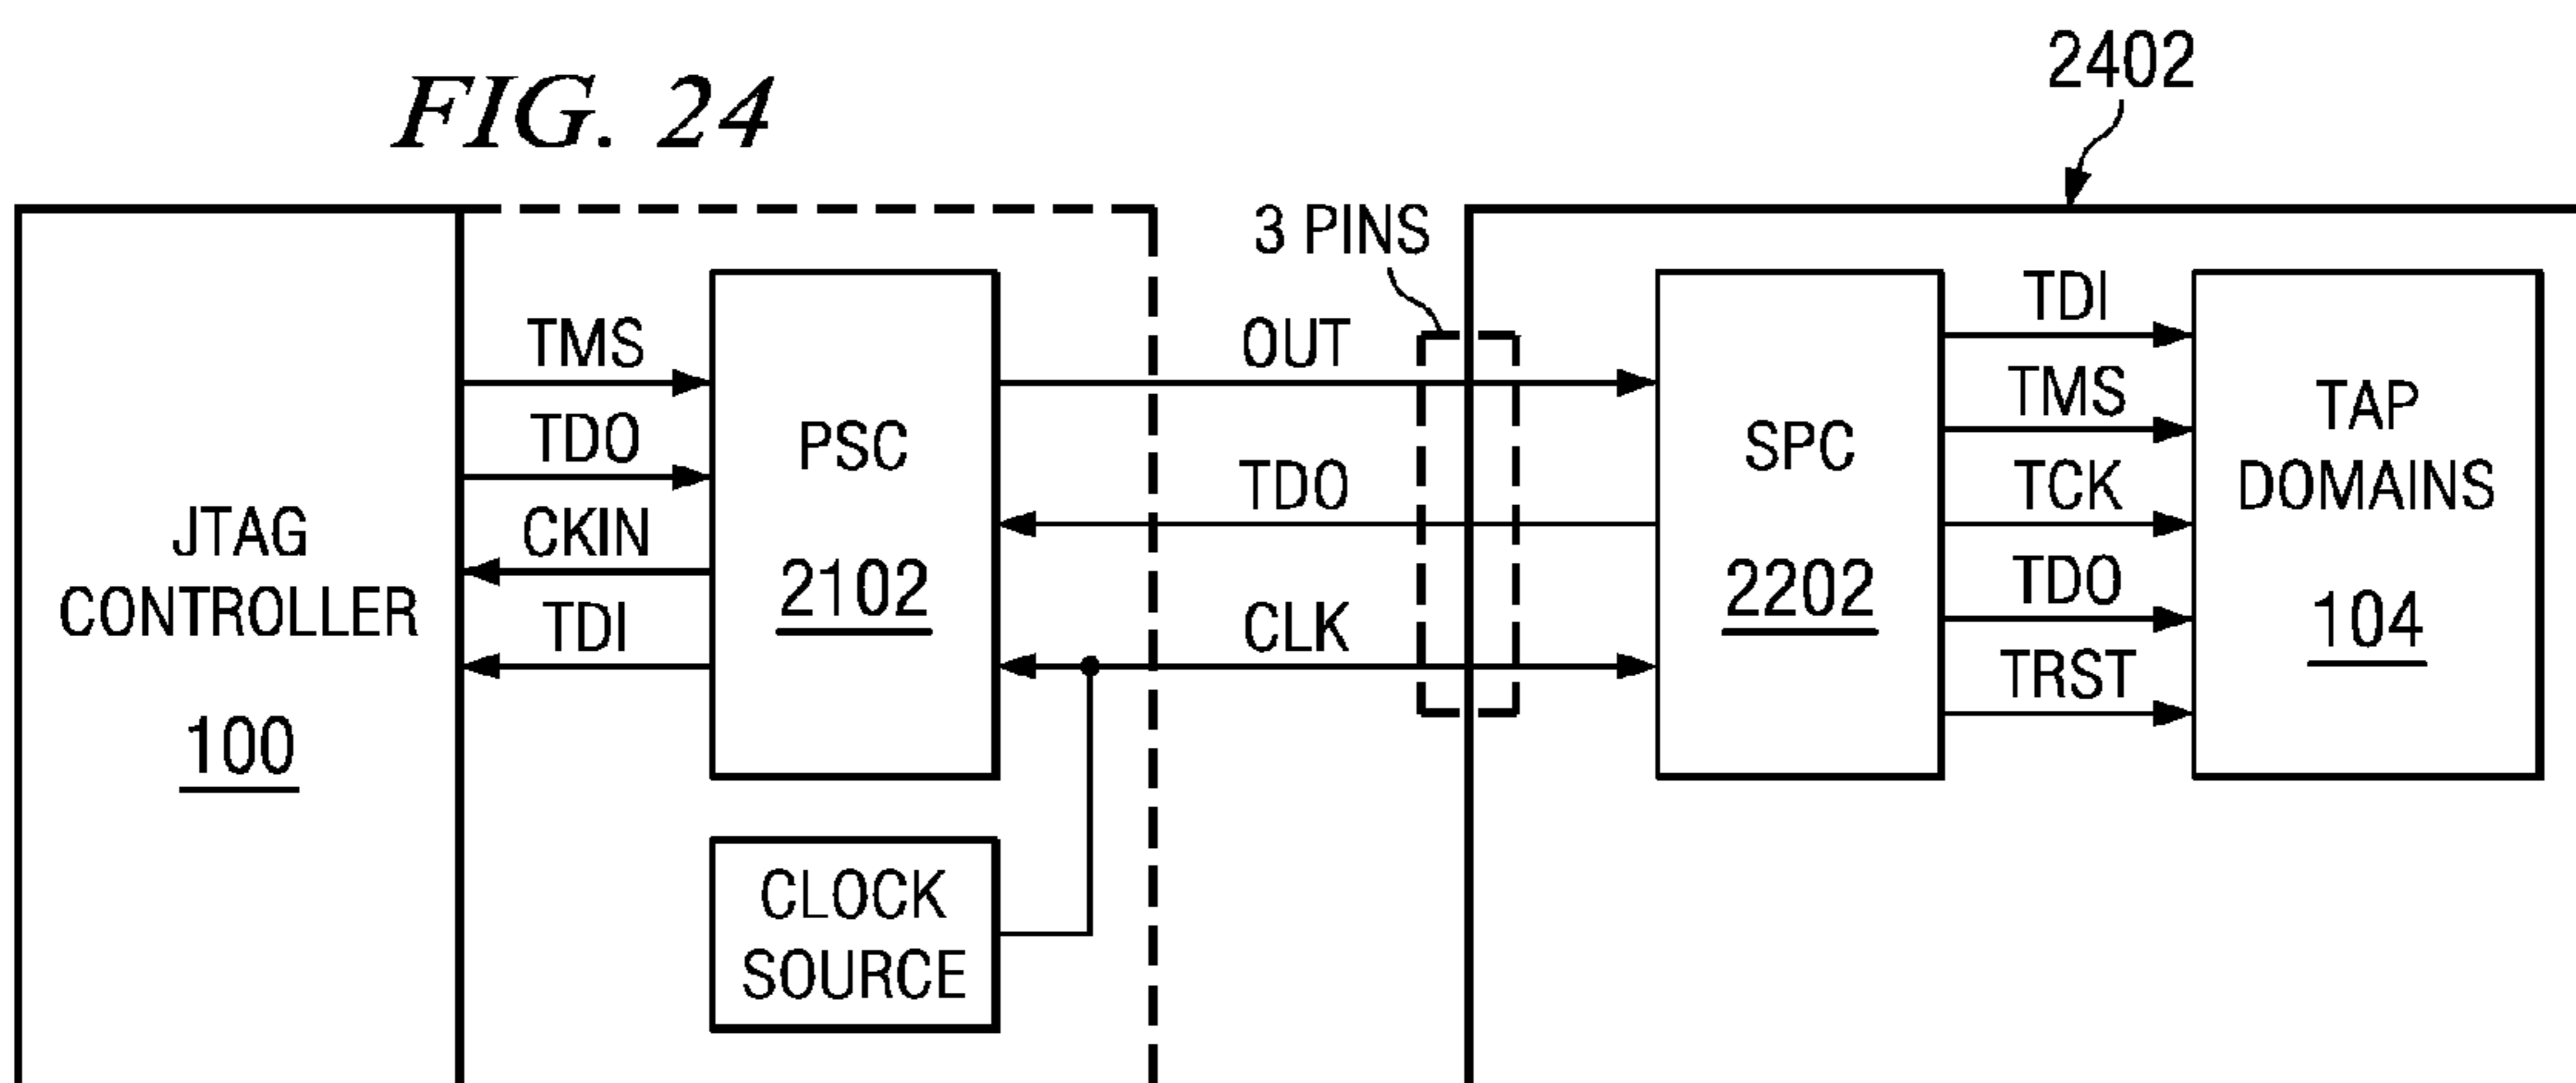 FIG. 24
2402
3 PINS
JTAG
CONTROLLER
100
TMS
TDO
CKIN
TDI
PSC
2102
CLOCK
SOURCE
OUT
TDO
CLK
SPC
2202
TDI
TMS
TCK
TDO
TRST
TAP
DOMAINS
104